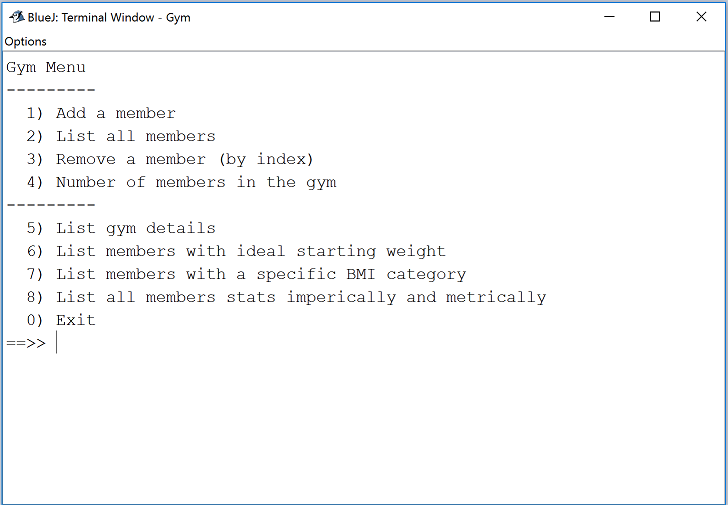 BlueJ: Terminal Window - Gym
Options
Gym Menu
---------
  1) Add a member
  2) List all members
  3) Remove a member (by index)
  4) Number of members in the gym
---------
  5) List gym details
  6) List members with ideal starting weight
  7) List members with a specific BMI category
  8) List all members stats imperically and metrically
  0) Exit
==>>